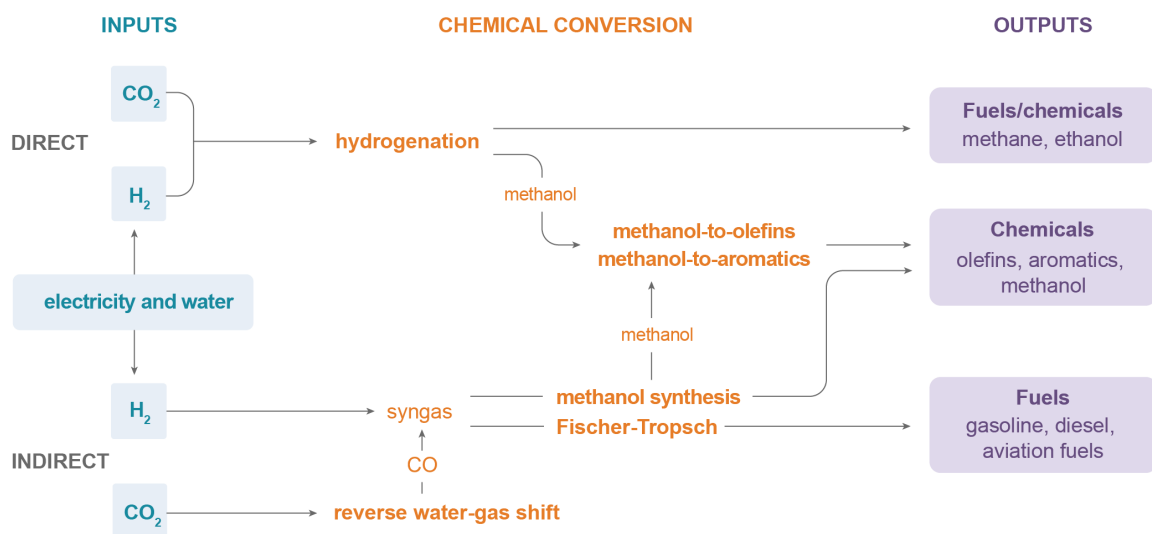 INPUTS
CHEMICAL CONVERSION
OUTPUTS
CO₂
DIRECT
hydrogenation
Fuels/chemicals
methane, ethanol
H₂
methanol
methanol-to-olefins
methanol-to-aromatics
Chemicals
olefins, aromatics,
methanol
electricity and water
methanol
H₂
syngas
methanol synthesis
Fischer-Tropsch
Fuels
gasoline, diesel,
aviation fuels
INDIRECT
CO
CO₂
reverse water-gas shift